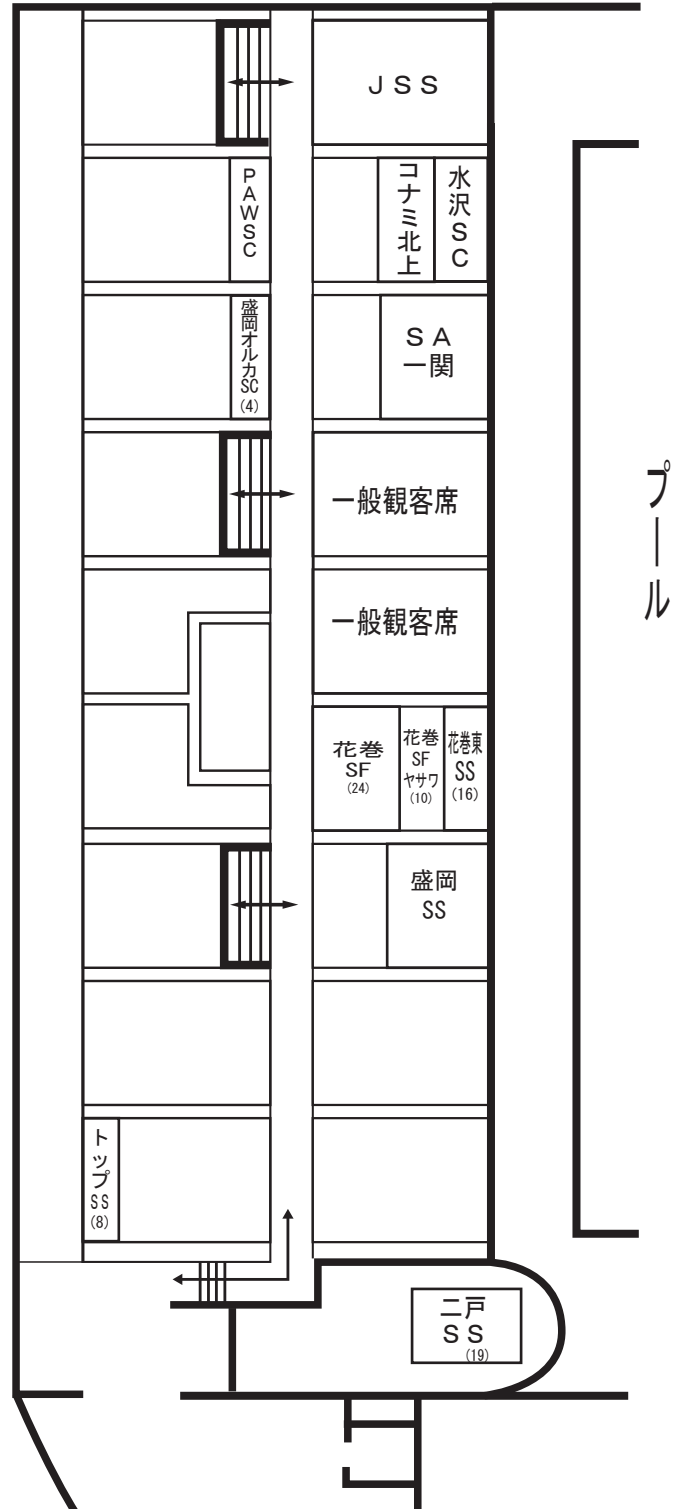 ＪＳＳ
PAWSC
コナミ北上
水沢SC
盛岡オルカSC
(4)
ＳＡ
一関
一般観客席
プール
一般観客席
花巻
SF
(24)
花巻
SF
ヤサワ
(10)
花巻東
SS
(16)
盛岡
SS
トップSS
(8)
二戸
ＳＳ
(19)